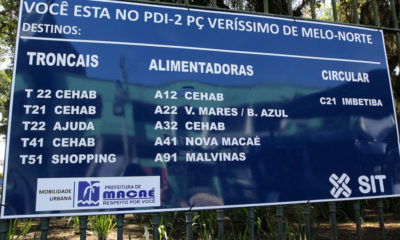 VOCÊ ESTA NO PDI-2 PÇ VERÍSSIMO DE MELO-NORTE
DESTINOS:
TRONCAIS
T 22 CEHAB
T21 CEHAB
T22 AJUDA
T41 CEHAB
T51 SHOPPING
ALIMENTADORAS
A12 CEHAB
A22 V. MARES / B. AZUL
A32 CEHAB
A41 NOVA MACAÉ
A91 MALVINAS
CIRCULAR
C21 IMBETIBA
MOBILIDADE
URBANA
PREFEITURA DE
MACAÉ
RESPEITO POR VOCÊ
SIT